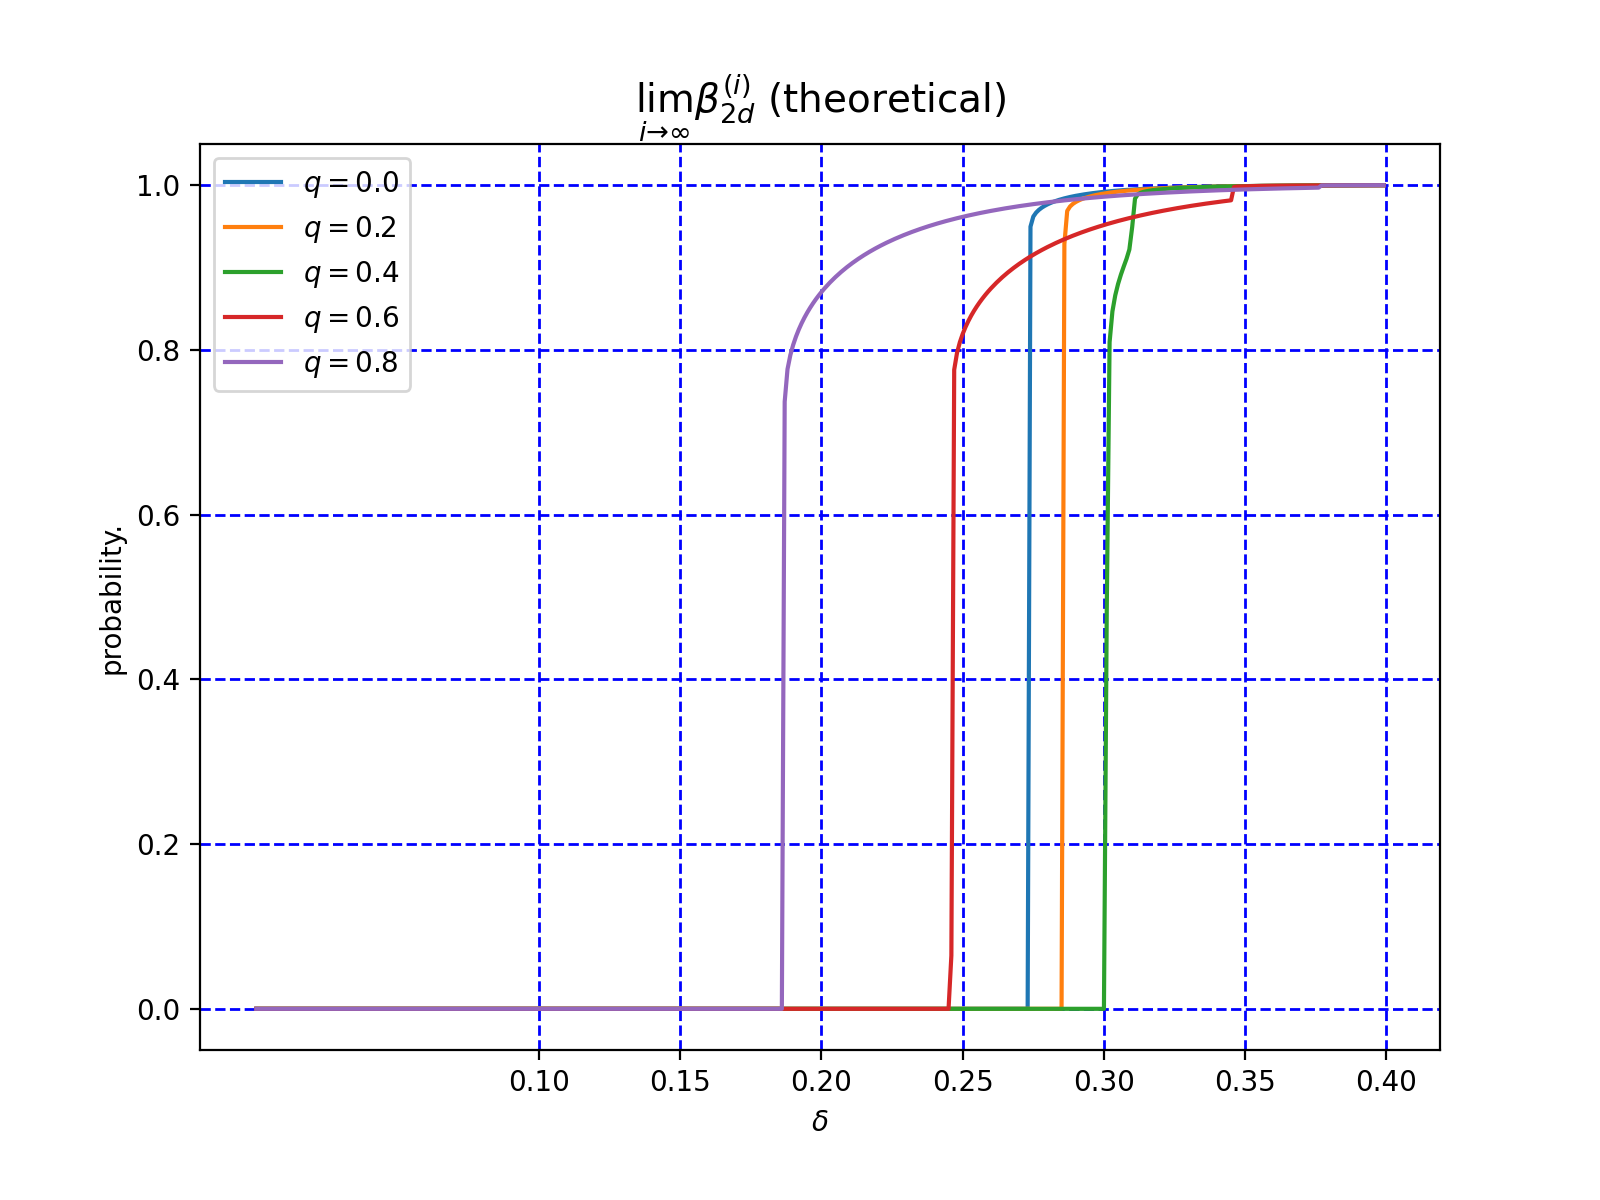 lim β₂d⁽ⁱ⁾ (theoretical)
i→∞
q = 0.0
q = 0.2
q = 0.4
q = 0.6
q = 0.8
1.0
0.8
0.6
0.4
0.2
0.0
probability.
0.10 0.15 0.20 0.25 0.30 0.35 0.40
δ